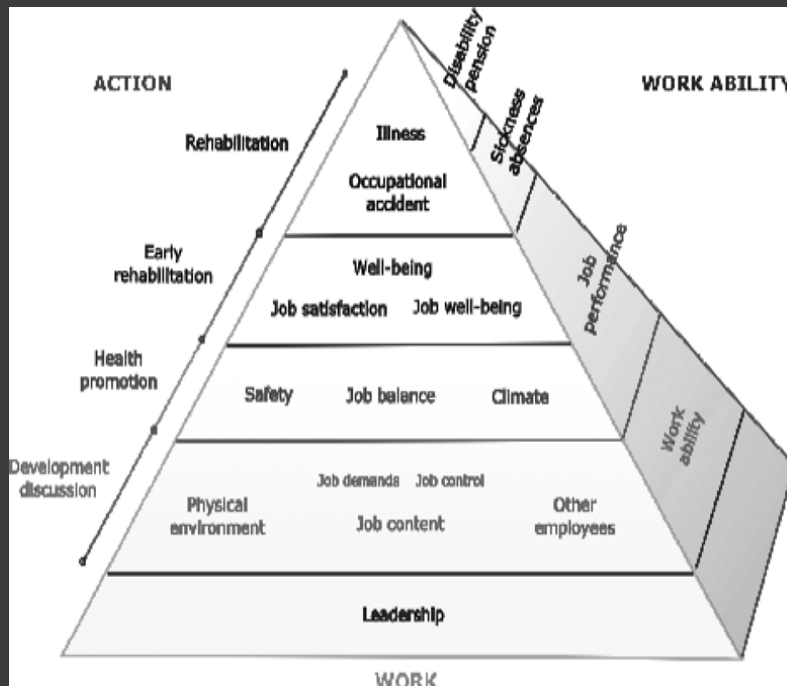 ACTION
WORK ABILITY
Disability
pension
Sickness
absences
Job
performance
Work
ability
Rehabilitation
Early
rehabilitation
Health
promotion
Development
discussion
Illness
Occupational
accident
Well-being
Job satisfaction Job well-being
Safety Job balance Climate
Job demands Job control
Physical
environment
Job content
Other
employees
Leadership
WORK